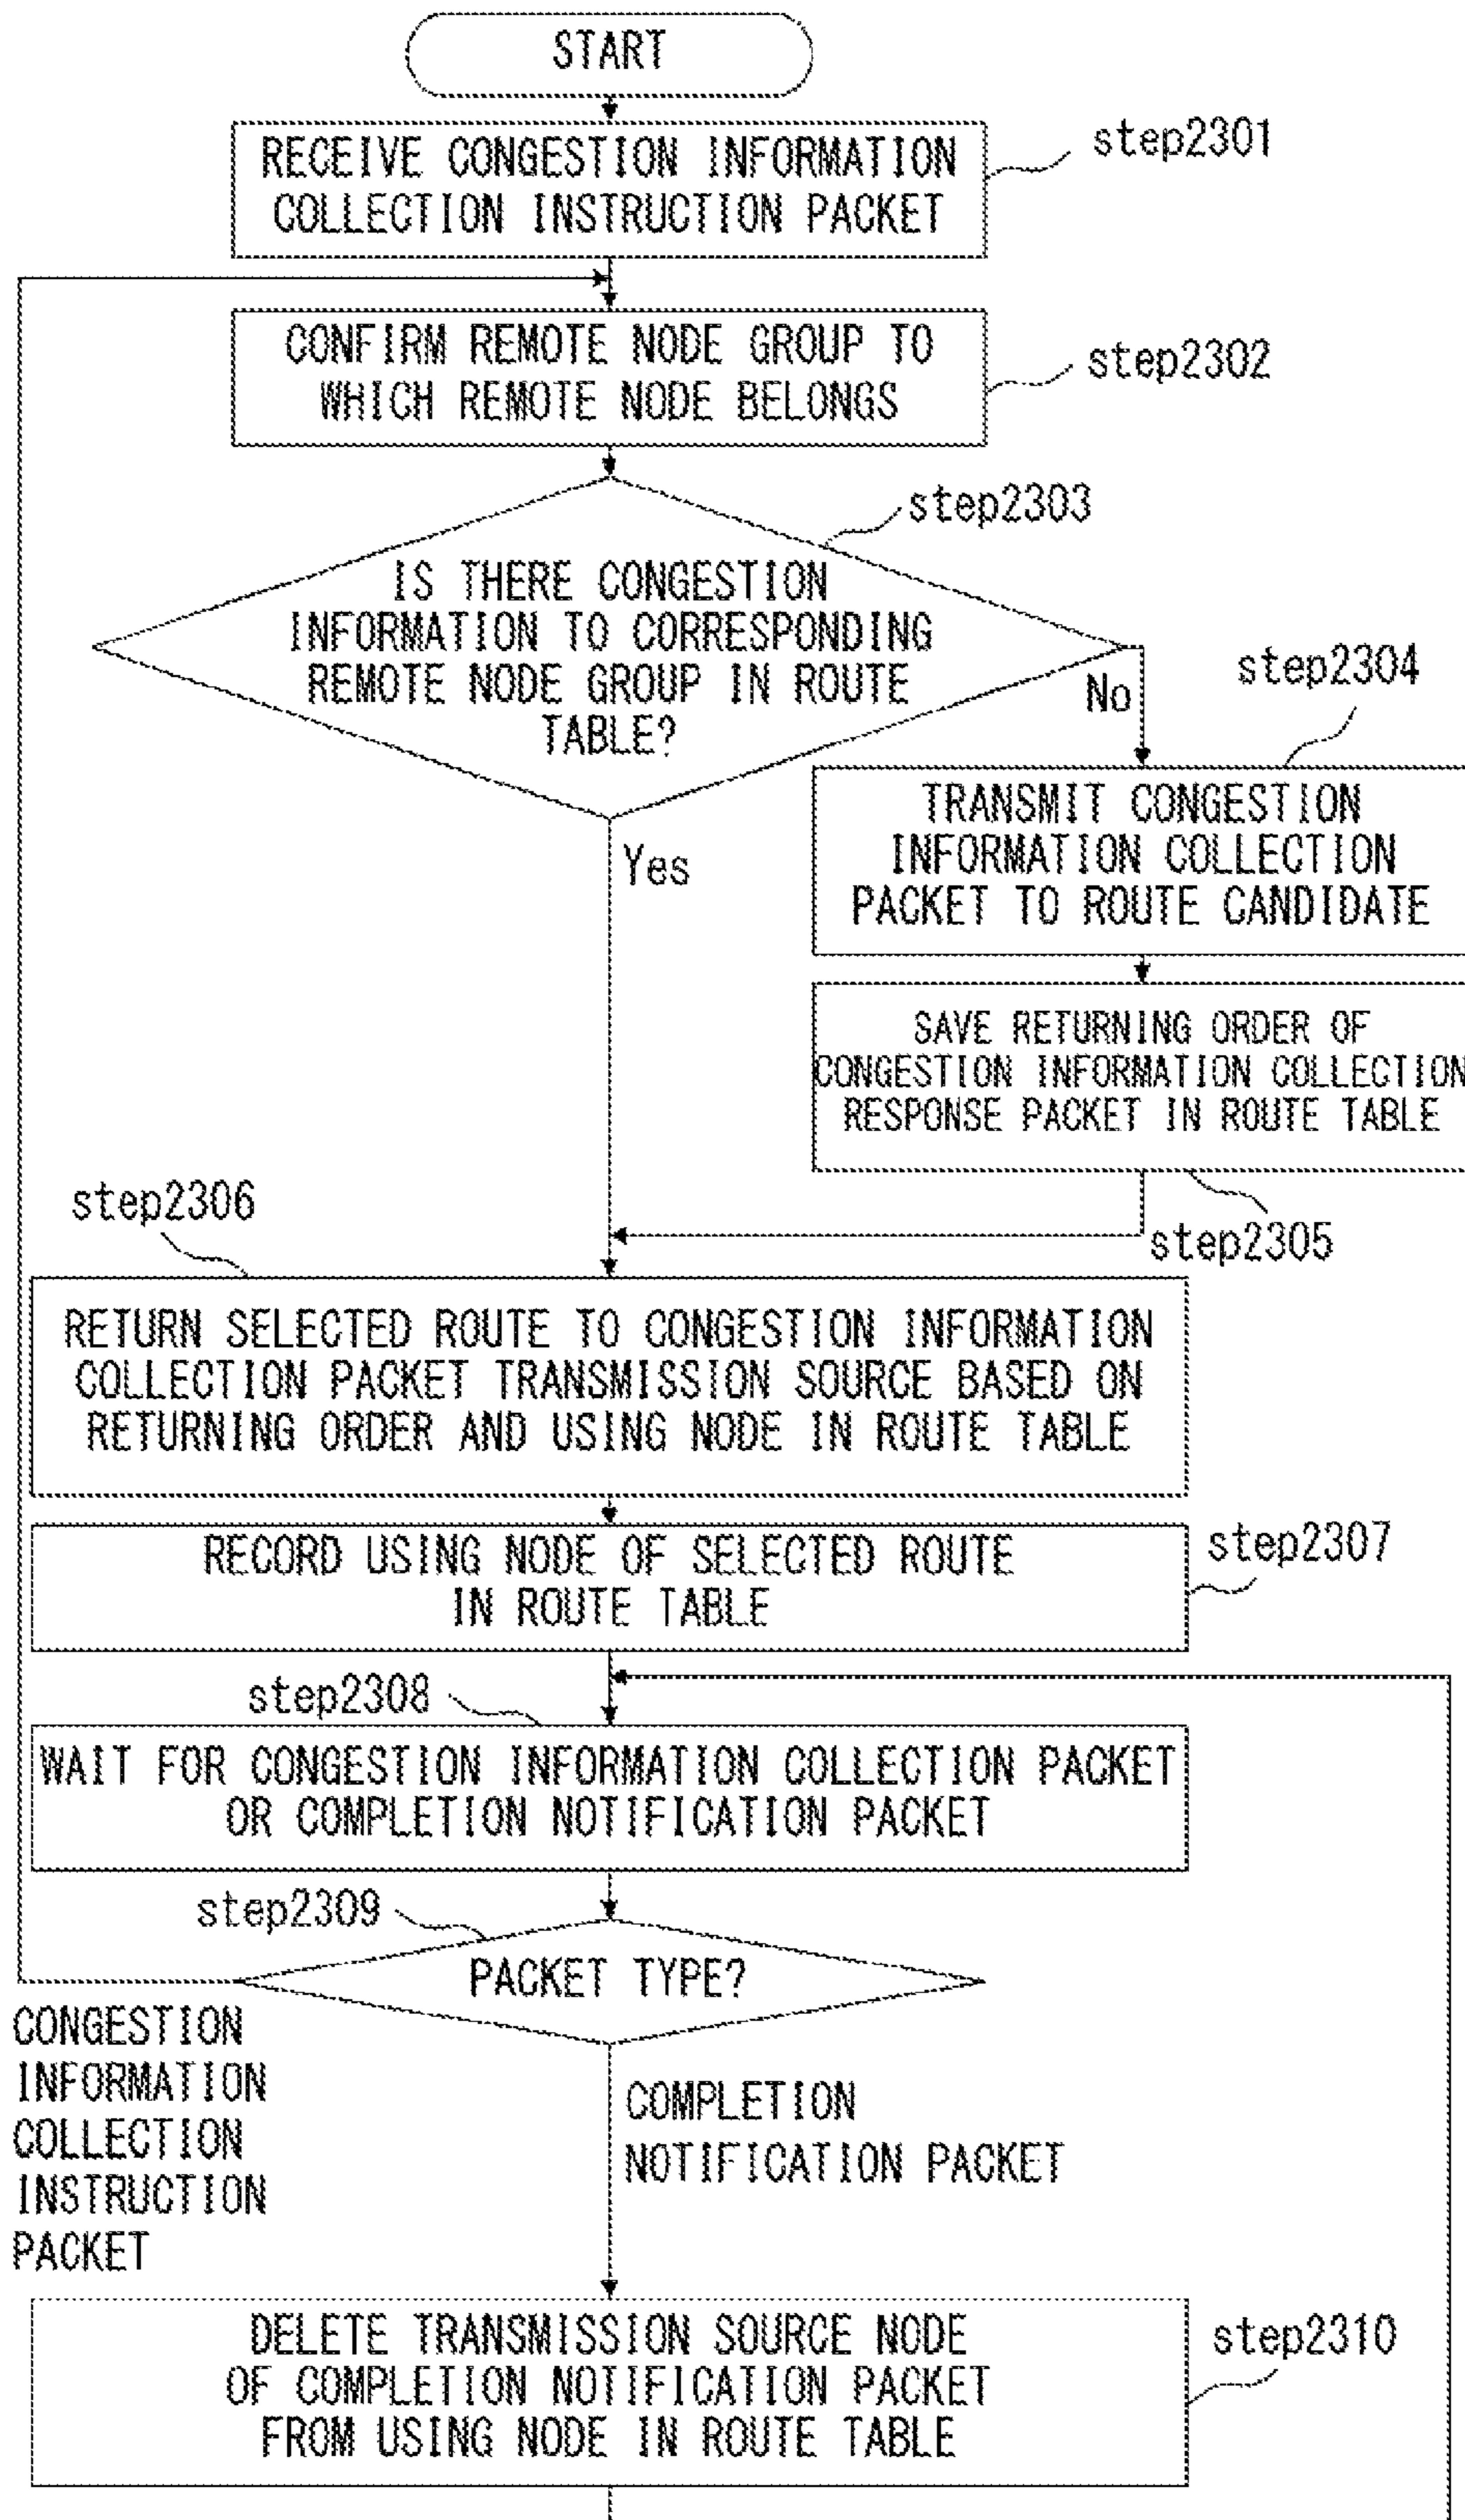 START
RECEIVE CONGESTION INFORMATION
COLLECTION INSTRUCTION PACKET
step2301
CONFIRM REMOTE NODE GROUP TO
WHICH REMOTE NODE BELONGS
step2302
step2303
IS THERE CONGESTION
INFORMATION TO CORRESPONDING
REMOTE NODE GROUP IN ROUTE
TABLE?
No
step2304
Yes
TRANSMIT CONGESTION
INFORMATION COLLECTION
PACKET TO ROUTE CANDIDATE
SAVE RETURNING ORDER OF
CONGESTION INFORMATION COLLECTION
RESPONSE PACKET IN ROUTE TABLE
step2305
step2306
RETURN SELECTED ROUTE TO CONGESTION INFORMATION
COLLECTION PACKET TRANSMISSION SOURCE BASED ON
RETURNING ORDER AND USING NODE IN ROUTE TABLE
RECORD USING NODE OF SELECTED ROUTE
IN ROUTE TABLE
step2307
step2308
WAIT FOR CONGESTION INFORMATION COLLECTION PACKET
OR COMPLETION NOTIFICATION PACKET
step2309
PACKET TYPE?
CONGESTION
INFORMATION
COLLECTION
INSTRUCTION
PACKET
COMPLETION
NOTIFICATION PACKET
DELETE TRANSMISSION SOURCE NODE
OF COMPLETION NOTIFICATION PACKET
FROM USING NODE IN ROUTE TABLE
step2310